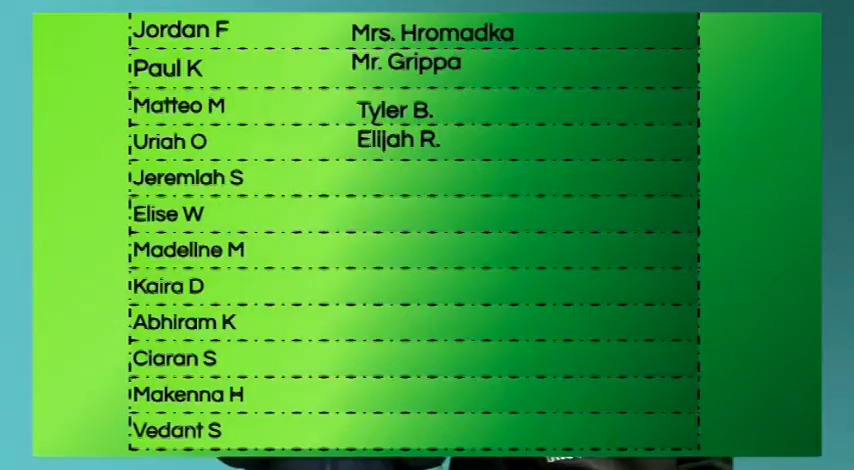 Jordan F
Paul K
Matteo M
Uriah O
Jeremiah S
Elise W
Madeline M
Kaira D
Abhiram K
Ciaran S
Makenna H
Vedant S
Mrs. Hromadka
Mr. Grippa
Tyler B.
Elijah R.